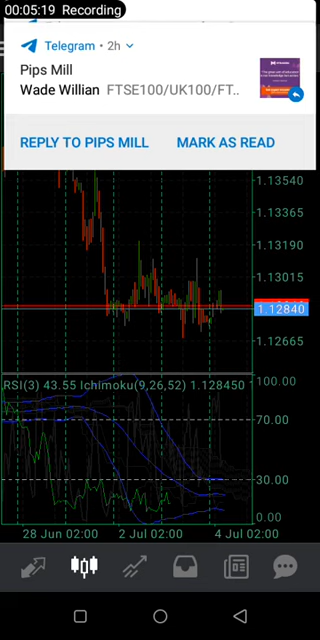 00:05:19 Recording
Telegram • 2h
Pips Mill
Wade Willian FTSE100/UK100/FT..
REPLY TO PIPS MILL MARK AS READ
1.13540
1.13365
1.13190
1.13015
1.12840
1.12665
RSI(3) 43.55 Ichimoku(9,26,52) 1.128450
100.00
70.00
30.00
0.00
28 Jun 02:00 2 Jul 02:00 4 Jul 02:00